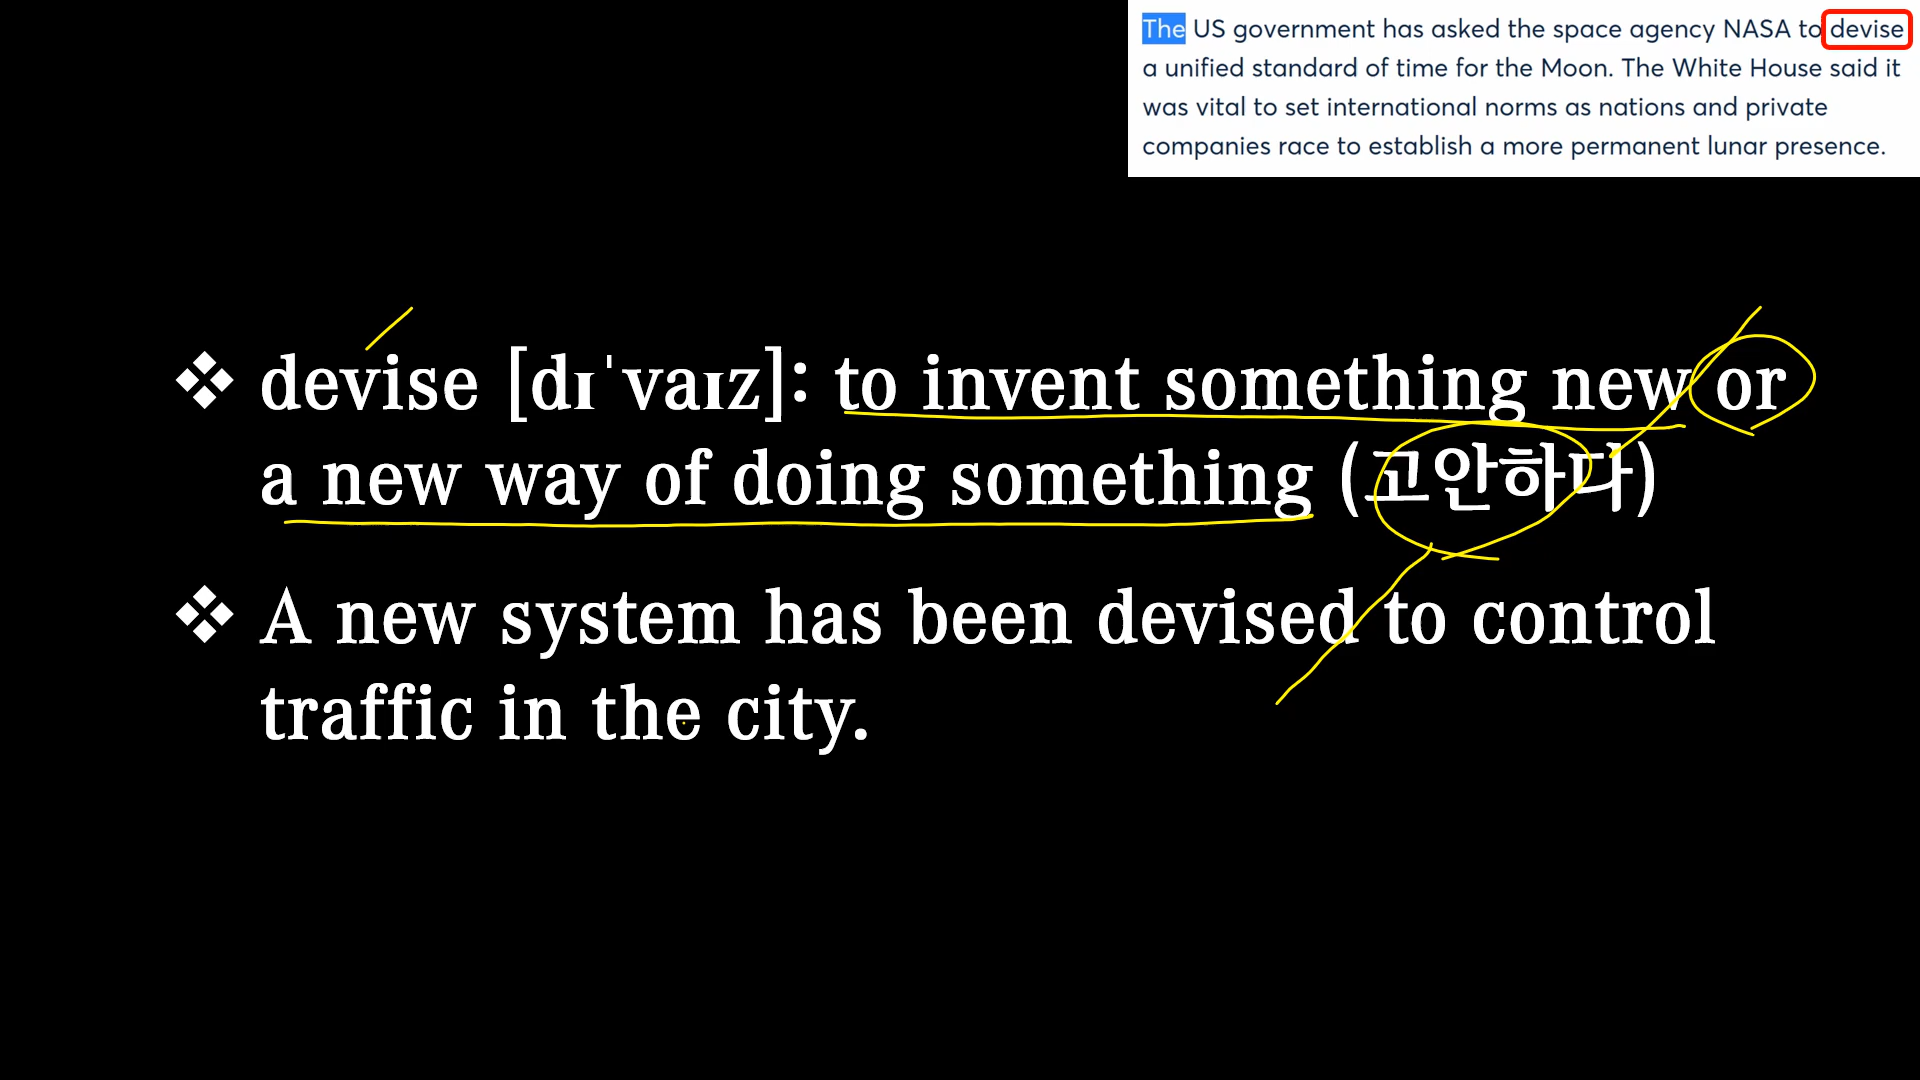 The US government has asked the space agency NASA to devise
a unified standard of time for the Moon. The White House said it
was vital to set international norms as nations and private
companies race to establish a more permanent lunar presence.
❖ devise [dɪˈvaɪz]: to invent something new or
a new way of doing something (고안하다)
❖ A new system has been devised to control
traffic in the city.